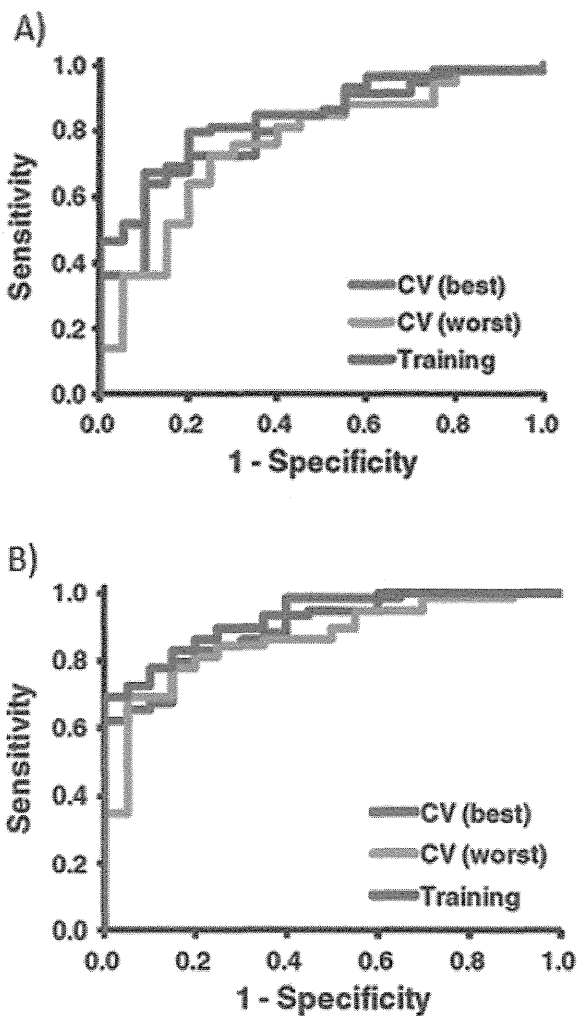 A)
1.0
0.8
0.6
0.4
0.2
0.0
Sensitivity
CV (best)
CV (worst)
Training
0.0 0.2 0.4 0.6 0.8 1.0
1 - Specificity
B)
1.0
0.8
0.6
0.4
0.2
0.0
Sensitivity
CV (best)
CV (worst)
Training
0.0 0.2 0.4 0.6 0.8 1.0
1 - Specificity